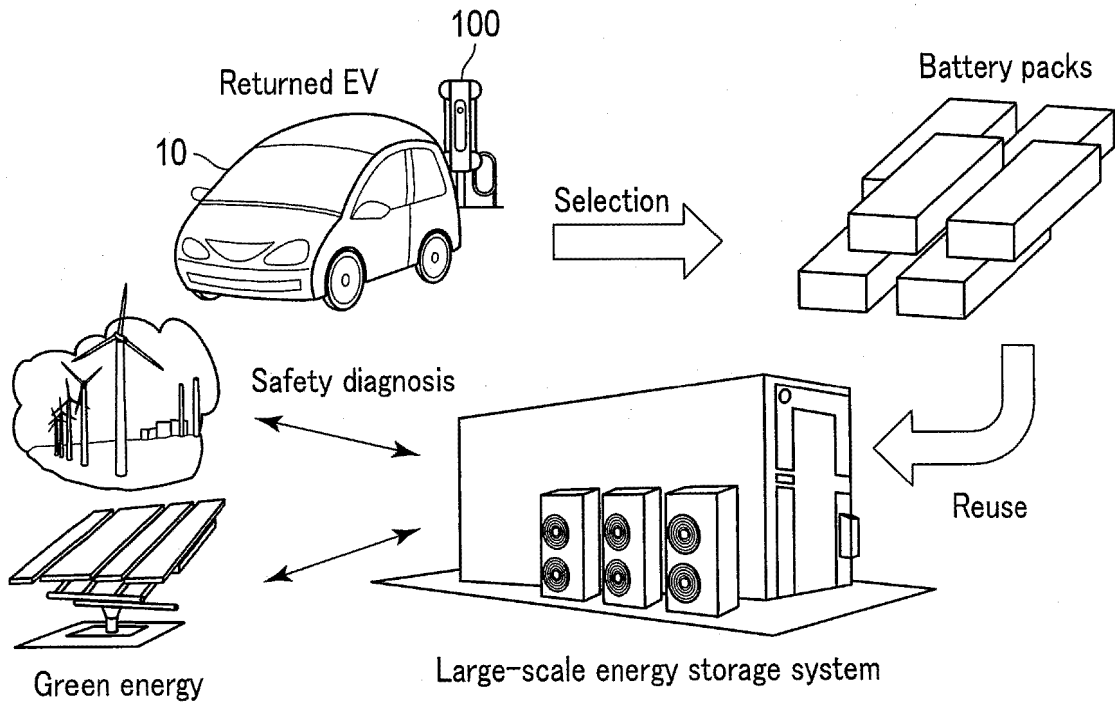 100
Returned EV
Battery packs
10
Selection
Safety diagnosis
Reuse
Large-scale energy storage system
Green energy